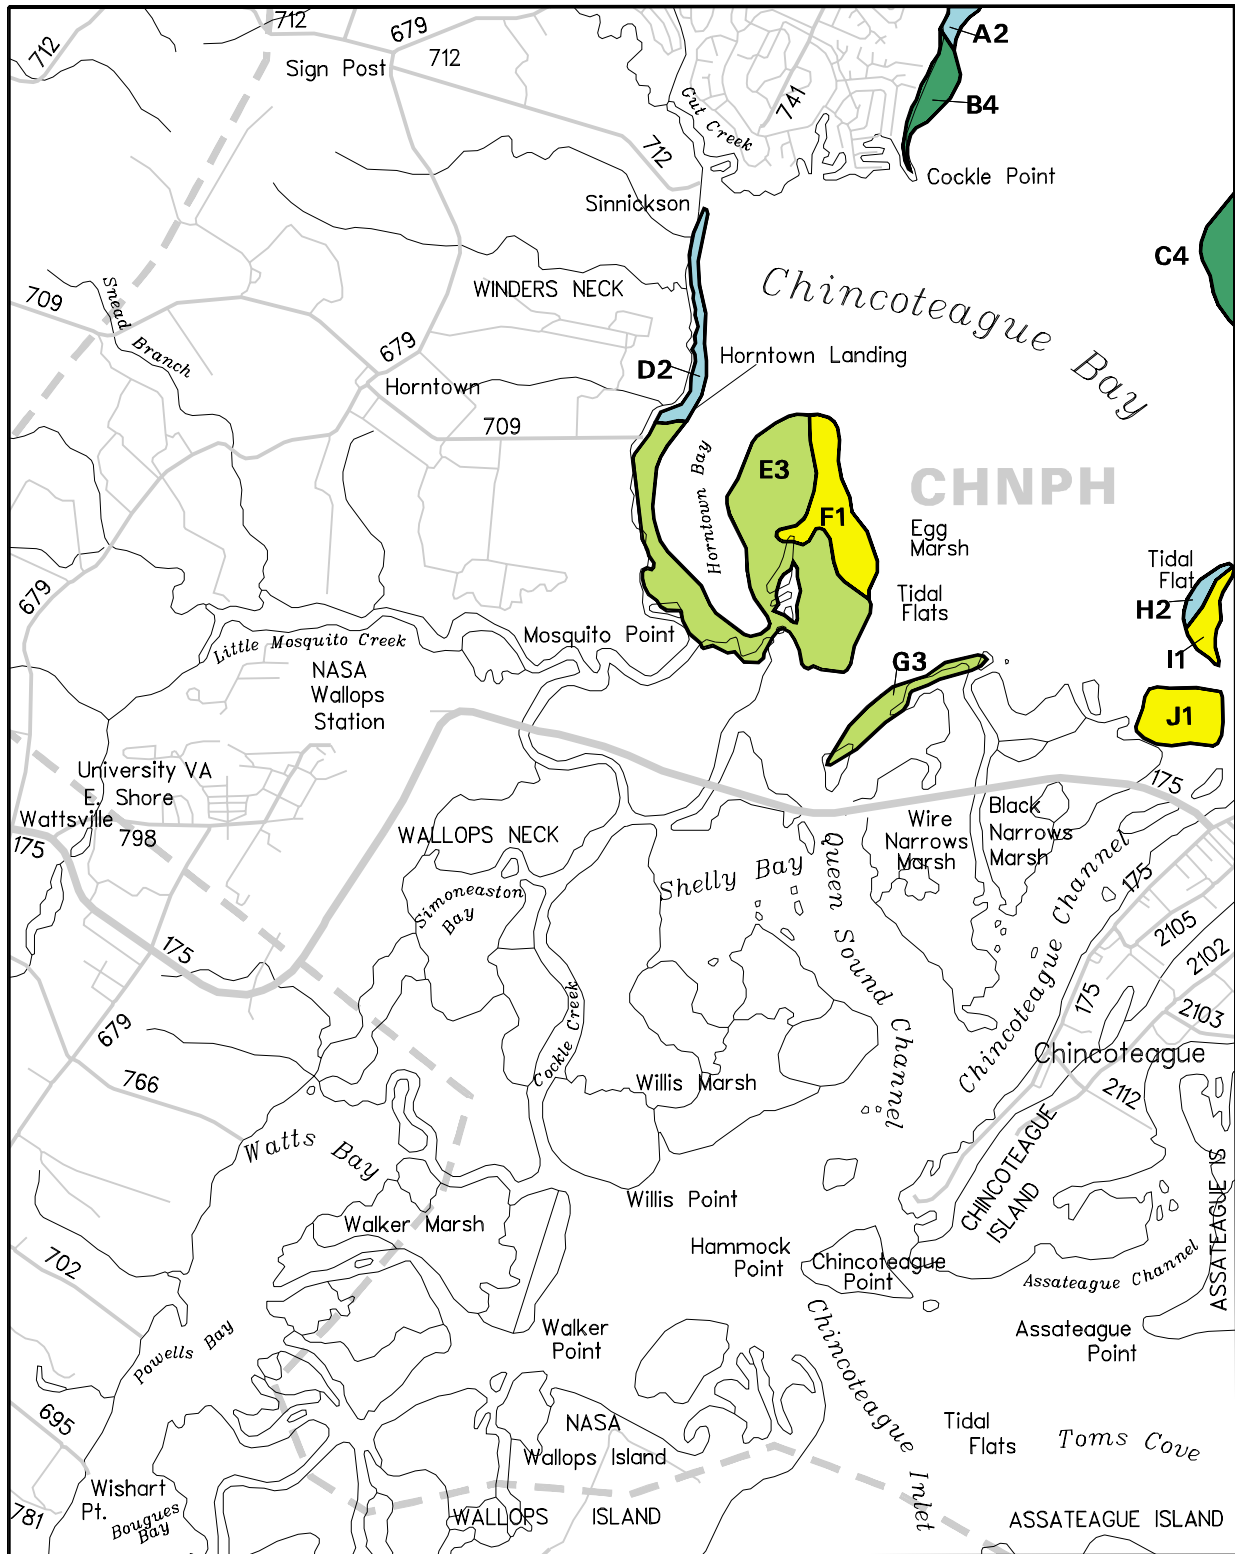 712
679
712
712
Sign Post
A2
741
B4
Gut Creek
712
Cockle Point
Sinnickson
C4
Chincoteague Bay
WINDERS NECK
709
Snead Branch
679
Horntown Landing
D2
Horntown
709
Horntown Bay
E3
CHNPH
F1
Egg
Marsh
Tidal
Flat
679
Tidal
Flats
H2
Mosquito Point
Little Mosquito Creek
I1
G3
NASA
Wallops
Station
J1
University VA
E. Shore
175
Wattsville
798
175
WALLOPS NECK
Wire
Narrows
Marsh
Black
Narrows
Marsh
Simoneaston
Bay
Shelly Bay
Queen Sound Channel
Chincoteague Channel
175
2105
2102
175
175
2103
Cockle Creek
679
766
Chincoteague
Willis Marsh
2112
Watts Bay
CHINCOTEAGUE
ISLAND
ASSATEAGUE IS
Willis Point
Walker Marsh
Hammock
Point
Chincoteague
Point
702
Assateague Channel
Powells Bay
Walker
Point
Chincoteague Inlet
Assateague
Point
695
NASA
Wallops Island
Tidal
Flats
Toms Cove
Wishart
Pt.
781
Bougues
Bay
WALLOPS ISLAND
ASSATEAGUE ISLAND